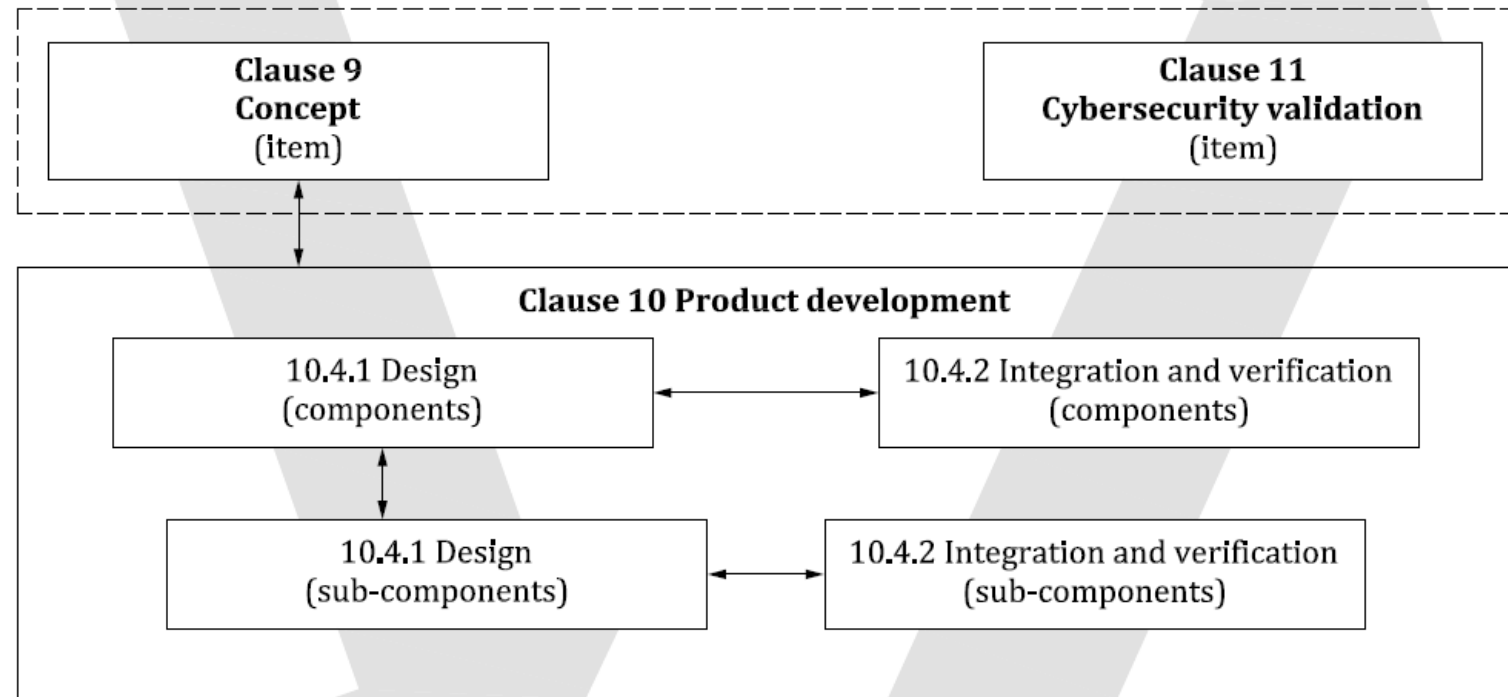 Clause 9
Concept
(item)
Clause 11
Cybersecurity validation
(item)
Clause 10 Product development
10.4.1 Design
(components)
10.4.2 Integration and verification
(components)
10.4.1 Design
(sub-components)
10.4.2 Integration and verification
(sub-components)